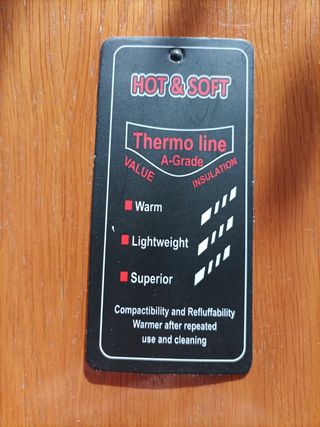 HOT & SOFT
Thermo line
A-Grade
VALUE INSULATION
Warm
Lightweight
Superior
Compactibility and Refluffability
Warmer after repeated
use and cleaning